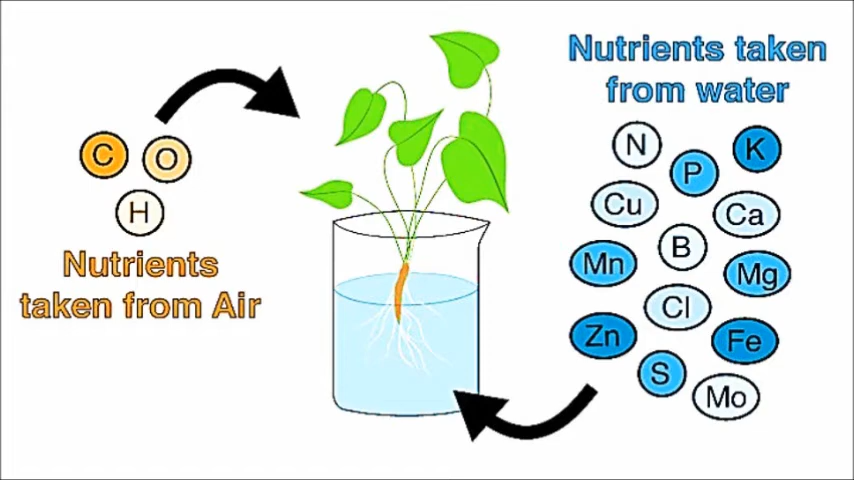 Nutrients taken
from water
N
K
P
Cu
Ca
B
Mn
Mg
Cl
Zn
Fe
S
Mo
C
O
H
Nutrients
taken from Air